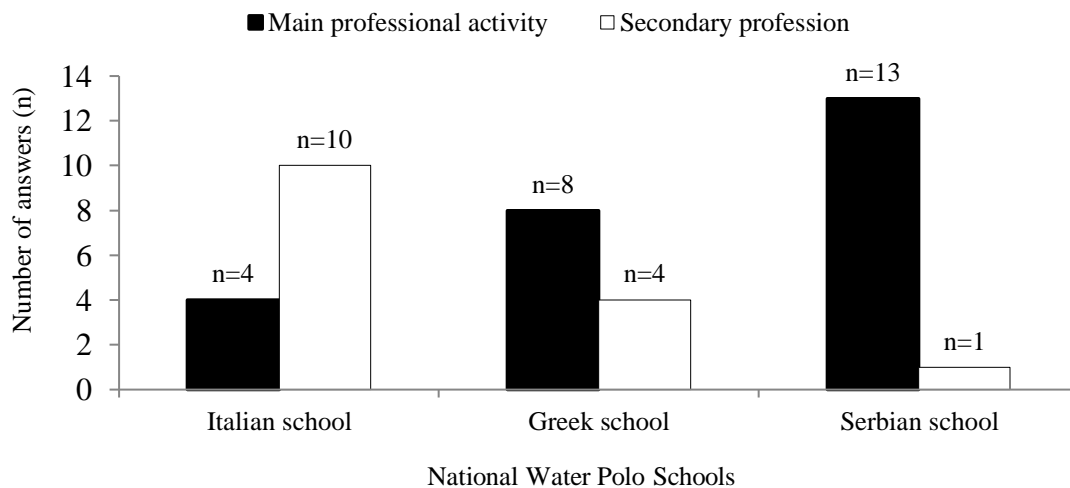 Main professional activity Secondary profession
Number of answers (n)
14
12
10
8
6
4
2
0
n=4
n=10
n=8
n=4
n=13
n=1
Italian school Greek school Serbian school
National Water Polo Schools